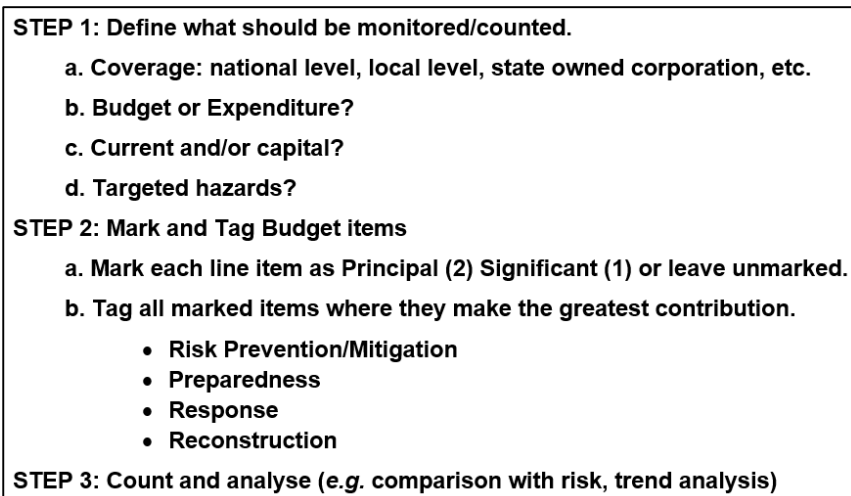 STEP 1: Define what should be monitored/counted.
a. Coverage: national level, local level, state owned corporation, etc.
b. Budget or Expenditure?
c. Current and/or capital?
d. Targeted hazards?
STEP 2: Mark and Tag Budget items
a. Mark each line item as Principal (2) Significant (1) or leave unmarked.
b. Tag all marked items where they make the greatest contribution.
• Risk Prevention/Mitigation
• Preparedness
• Response
• Reconstruction
STEP 3: Count and analyse (e.g. comparison with risk, trend analysis)